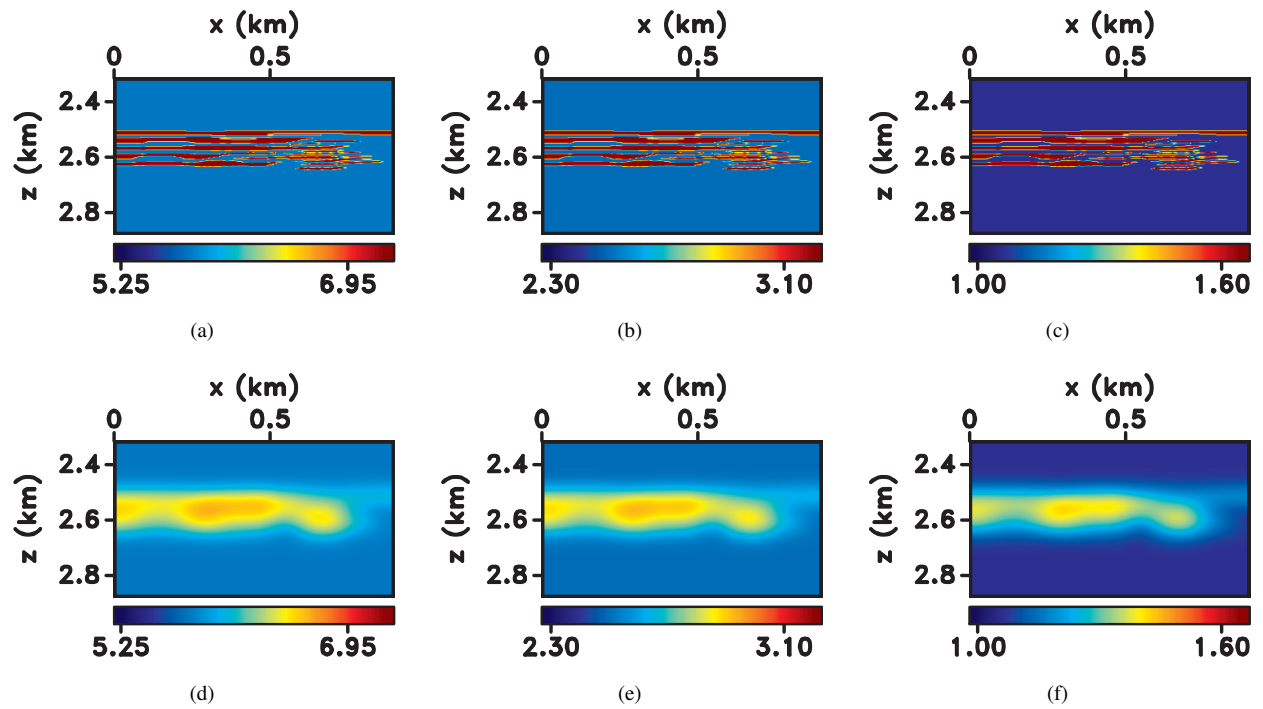 x (km) x (km) x (km)
0 0.5 0 0.5 0 0.5
2.4 2.4 2.4
z (km) z (km) z (km)
2.6 2.6 2.6
2.8 2.8 2.8
5.25 6.95 2.30 3.10 1.00 1.60
(a) (b) (c)
x (km) x (km) x (km)
0 0.5 0 0.5 0 0.5
2.4 2.4 2.4
z (km) z (km) z (km)
2.6 2.6 2.6
2.8 2.8 2.8
5.25 6.95 2.30 3.10 1.00 1.60
(d) (e) (f)